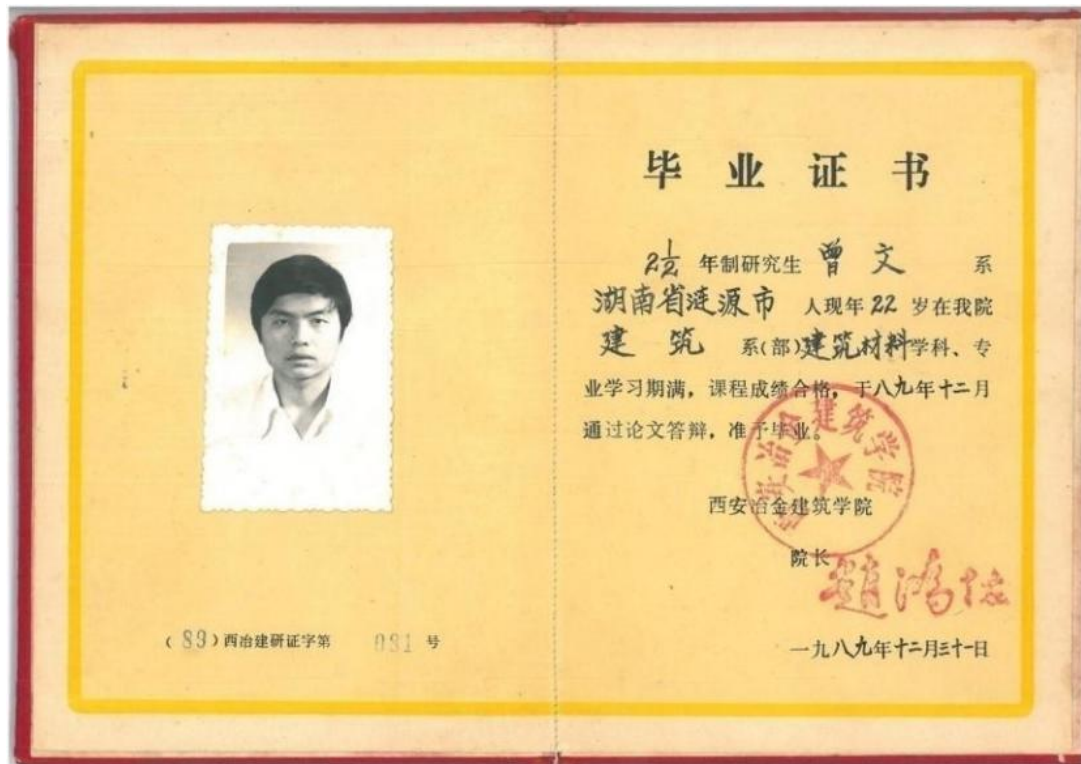 毕业证书
2½ 年制研究生 曾文 系
湖南省涟源市 人现年 22 岁在我院
建筑 系(部)建筑材料学科、专
业学习期满，课程成绩合格，于八九年十二月
通过论文答辩，准予毕业。
西安冶金建筑学院
院长
一九八九年十二月三十一日
(89)西冶建研证字第 031 号